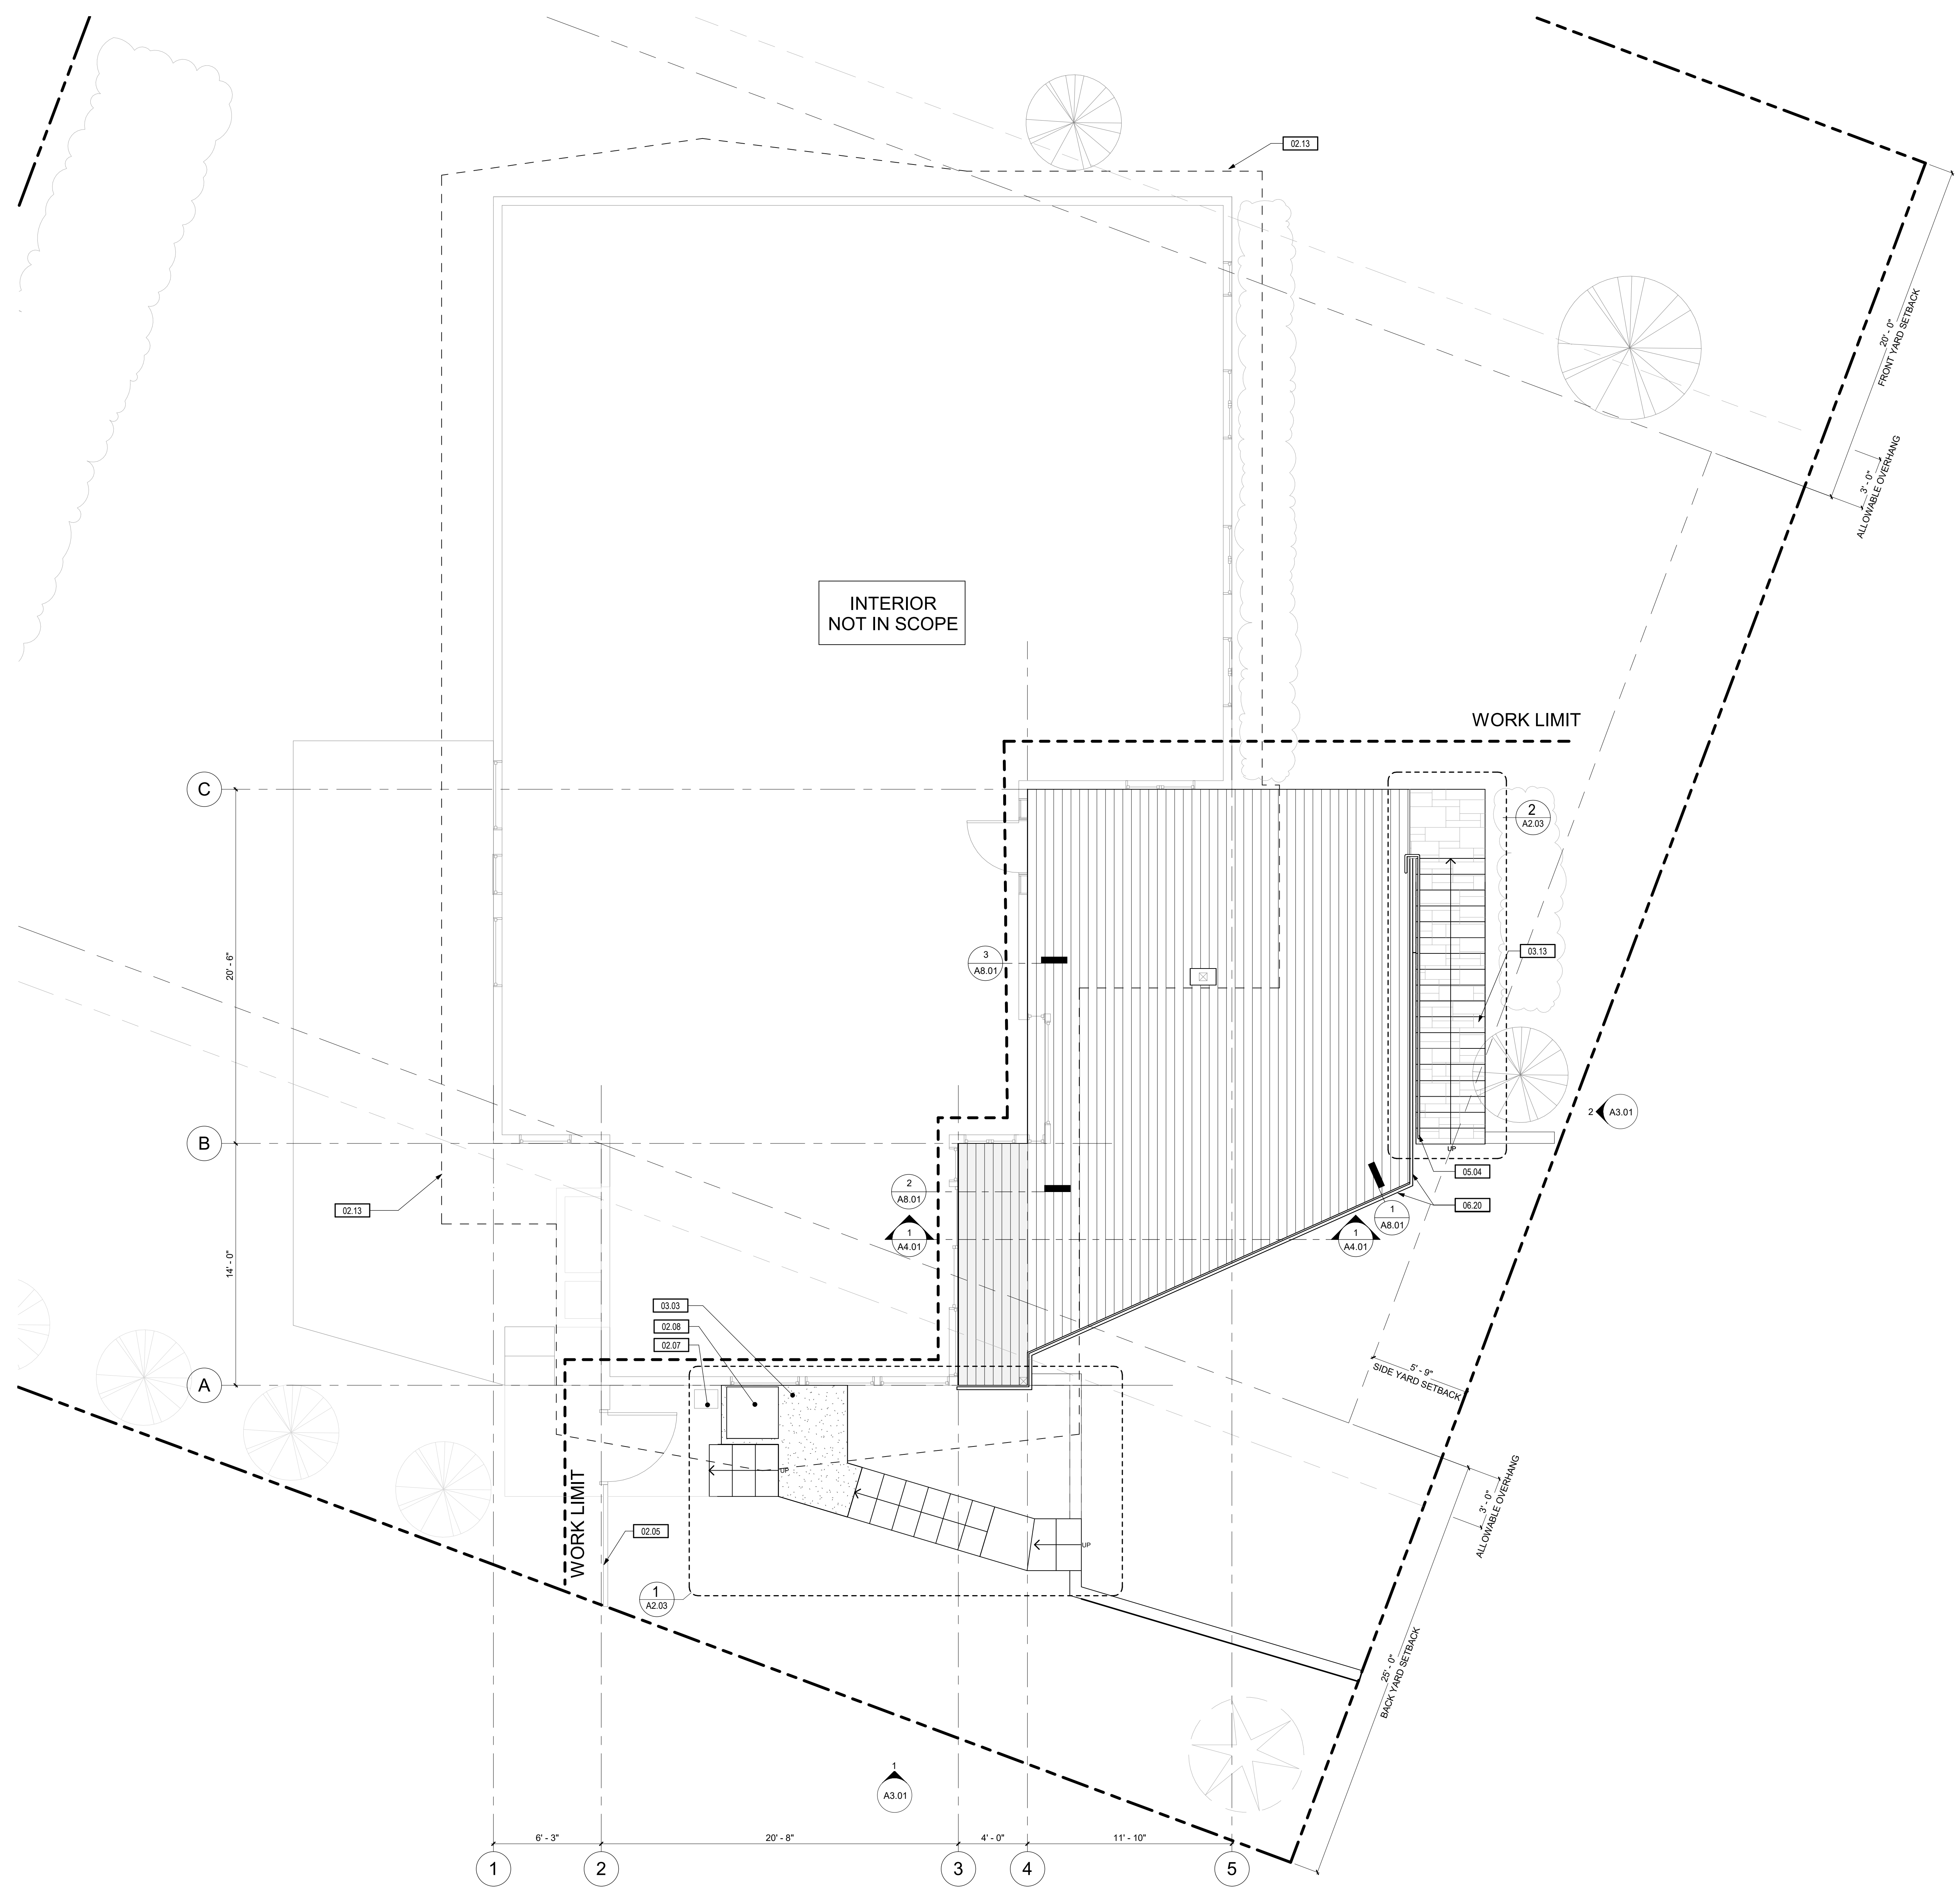 02.13
20' - 0"
FRONT YARD SETBACK
3' - 0"
ALLOWABLE OVERHANG
INTERIOR
NOT IN SCOPE
WORK LIMIT
C
2
A2.03
20' - 6"
3
A8.01
03.13
2
A3.01
B
UP
05.04
02.13
2
A8.01
06.20
1
A8.01
1
A4.01
1
A4.01
14' - 0"
03.03
02.08
02.07
A
5' - 9"
SIDE YARD SETBACK
UP
WORK LIMIT
02.05
UP
3' - 0"
ALLOWABLE OVERHANG
1
A2.03
25' - 0"
BACK YARD SETBACK
1
A3.01
6' - 3"
20' - 8"
4' - 0"
11' - 10"
1
2
3
4
5